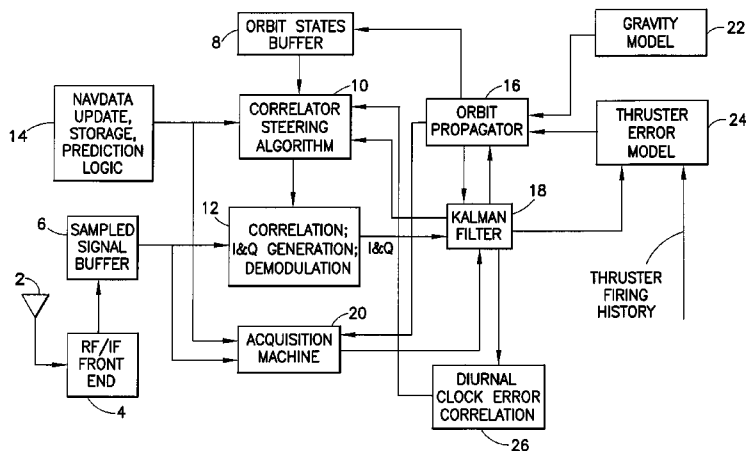 8
ORBIT STATES
BUFFER
GRAVITY
MODEL
22
10
16
14
NAVDATA
UPDATE,
STORAGE,
PREDICTION
LOGIC
CORRELATOR
STEERING
ALGORITHM
ORBIT
PROPAGATOR
THRUSTER
ERROR
MODEL
24
6
SAMPLED
SIGNAL
BUFFER
12
CORRELATION;
I&Q GENERATION;
DEMODULATION
I&Q
18
KALMAN
FILTER
2
THRUSTER
FIRING
HISTORY
20
ACQUISITION
MACHINE
RF/IF
FRONT
END
4
DIURNAL
CLOCK ERROR
CORRELATION
26